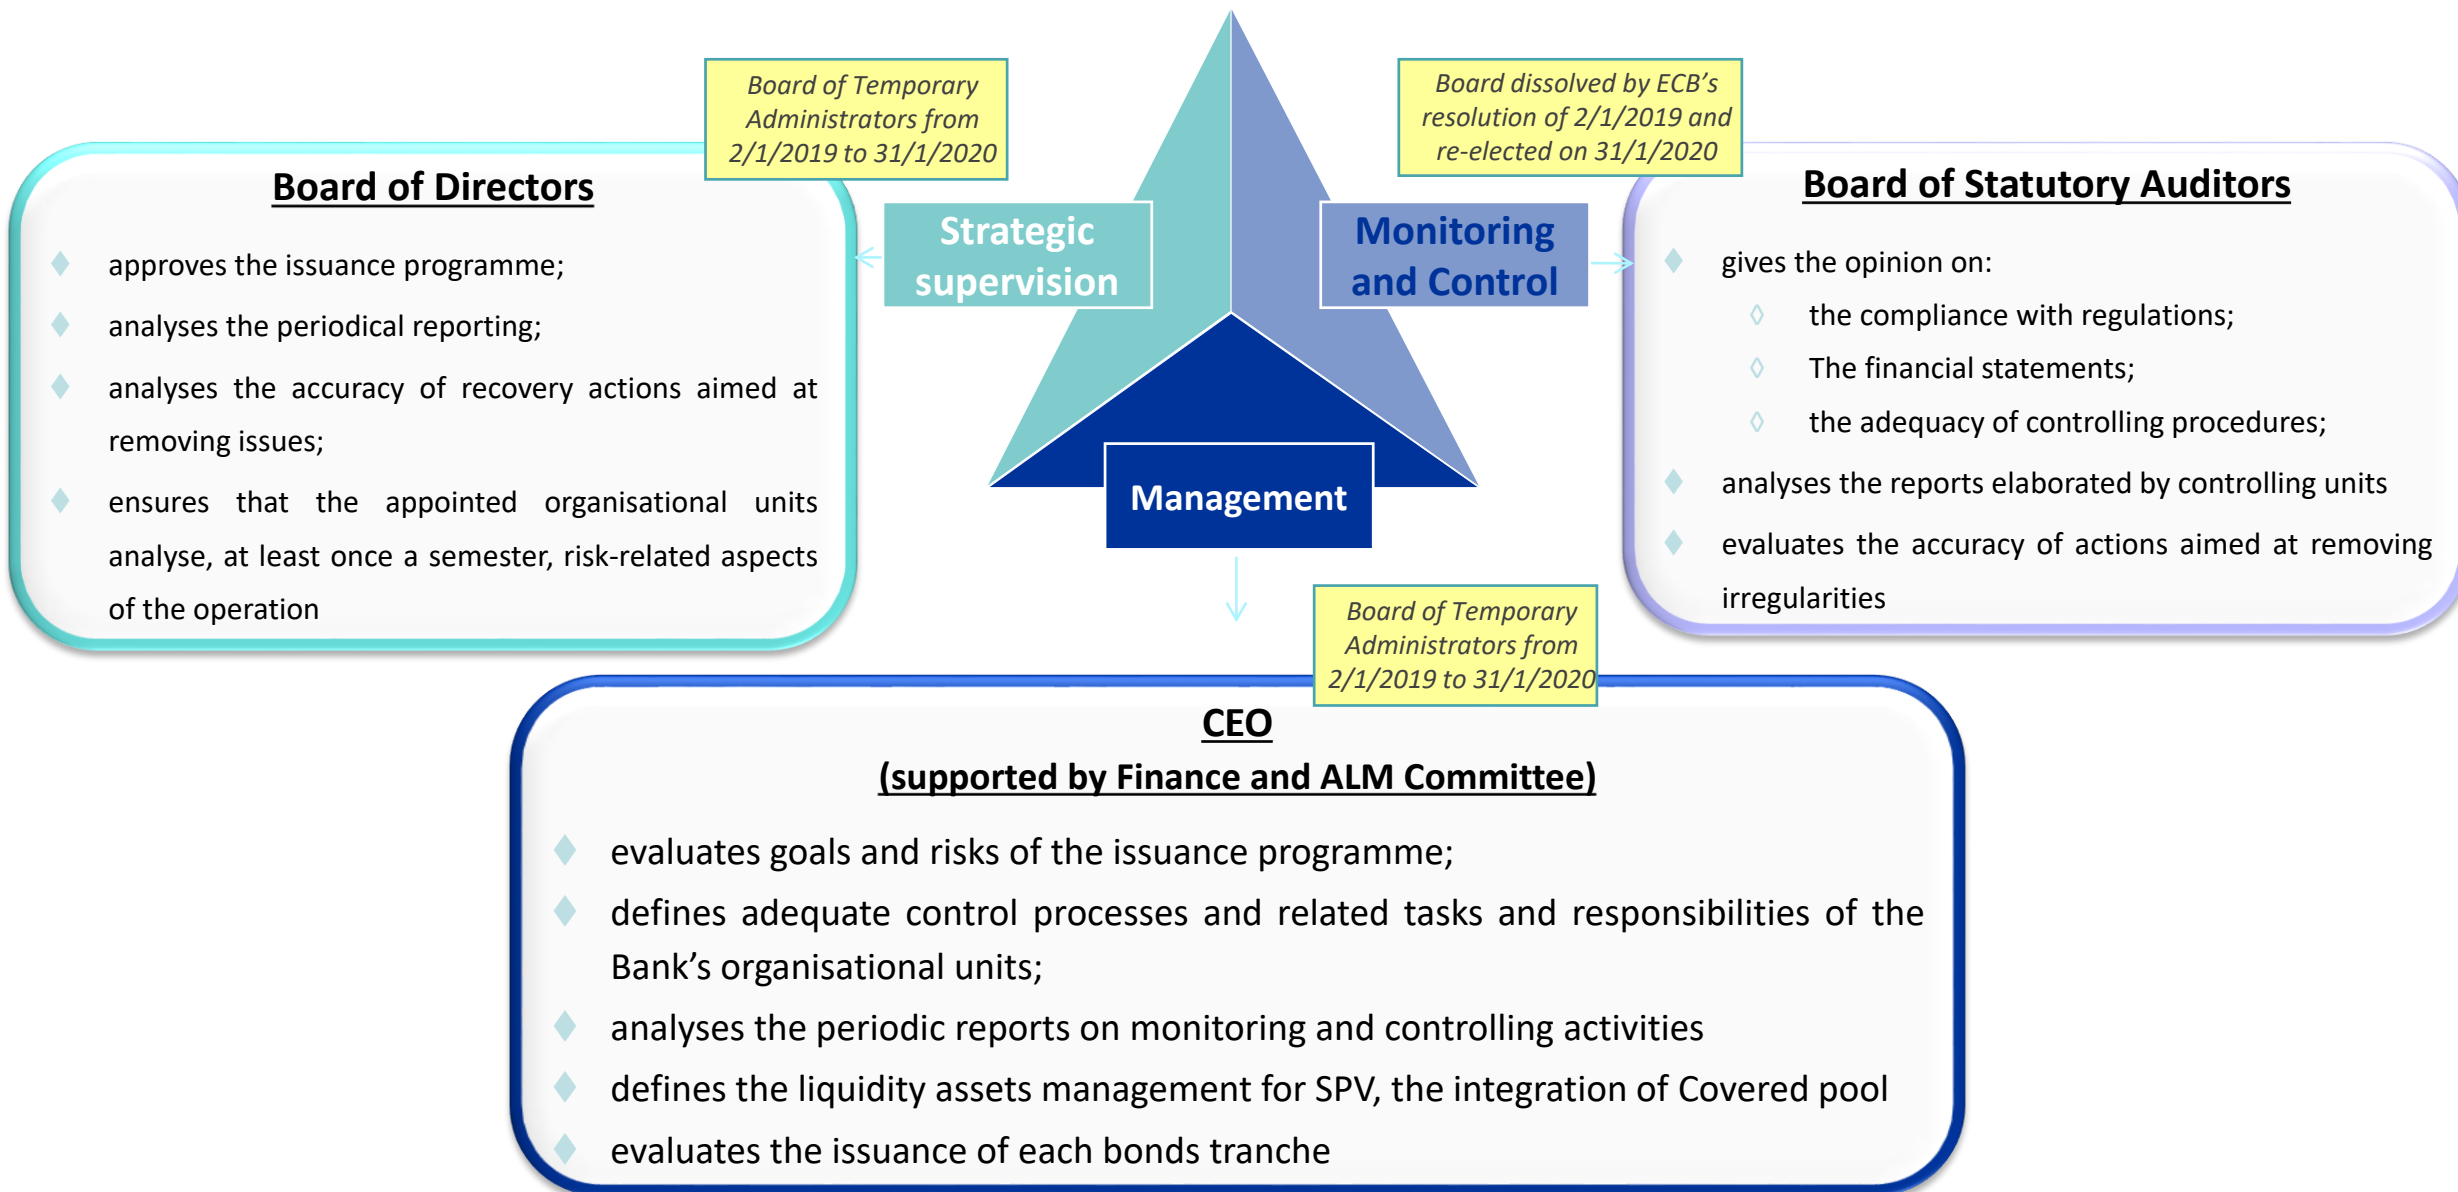 Board of Temporary
Administrators from
2/1/2019 to 31/1/2020
Board of Directors
approves the issuance programme;
analyses the periodical reporting;
analyses the accuracy of recovery actions aimed at
removing issues;
ensures that the appointed organisational units
analyse, at least once a semester, risk-related aspects
of the operation
Strategic
supervision
Board dissolved by ECB’s
resolution of 2/1/2019 and
re-elected on 31/1/2020
Monitoring
and Control
Board of Statutory Auditors
gives the opinion on:
the compliance with regulations;
The financial statements;
the adequacy of controlling procedures;
analyses the reports elaborated by controlling units
evaluates the accuracy of actions aimed at removing
irregularities
Management
Board of Temporary
Administrators from
2/1/2019 to 31/1/2020
CEO
(supported by Finance and ALM Committee)
evaluates goals and risks of the issuance programme;
defines adequate control processes and related tasks and responsibilities of the
Bank’s organisational units;
analyses the periodic reports on monitoring and controlling activities
defines the liquidity assets management for SPV, the integration of Covered pool
evaluates the issuance of each bonds tranche